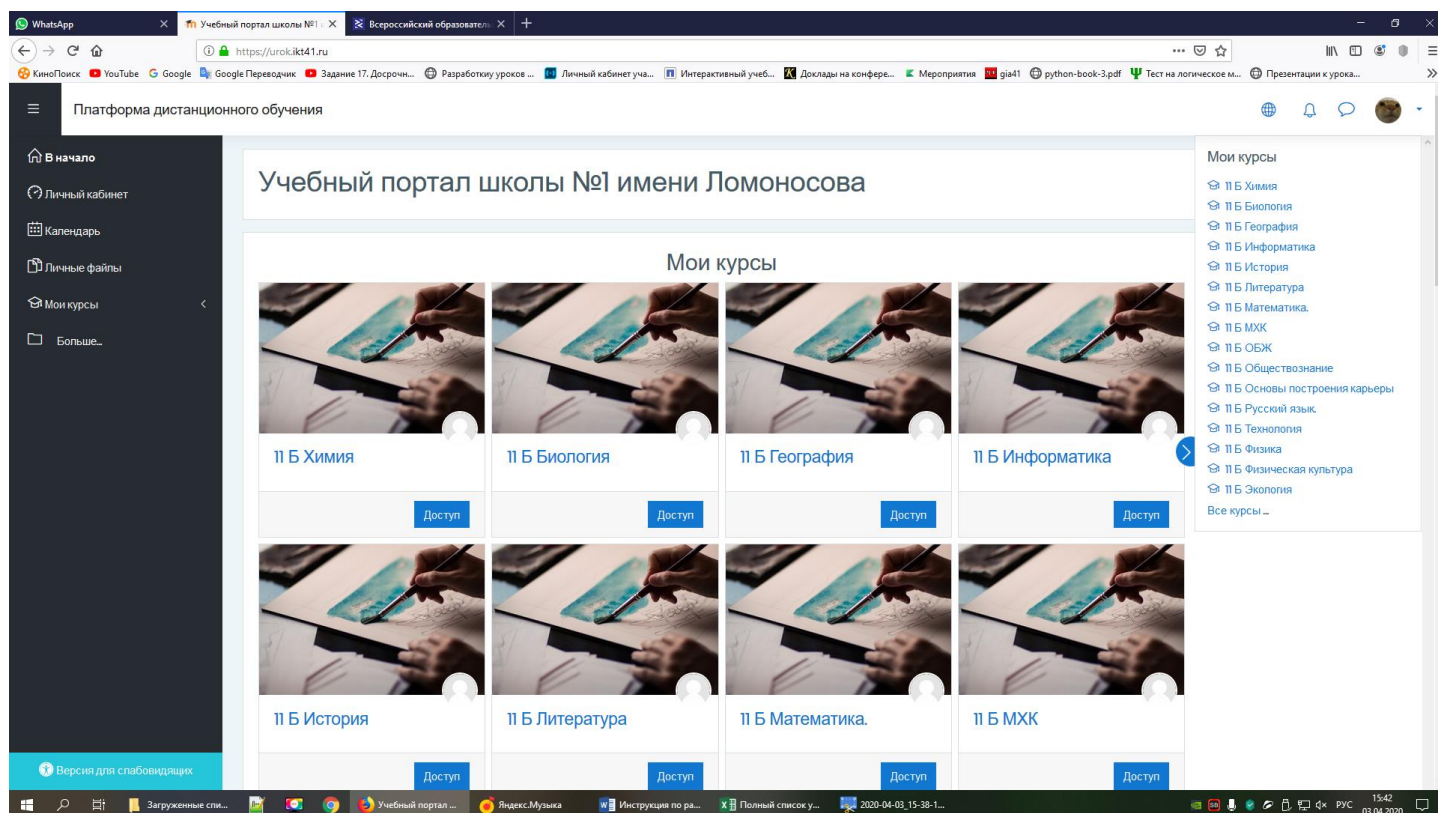 WhatsApp
Учебный портал школы №1
Всероссийский образователь
https://urok.ikt41.ru
КиноПоиск YouTube Google Google Переводчик Задание 17. Досрочн... Разработкиу уроков ... Личный кабинет уча... Интерактивный учеб... Доклады на конфере... Мероприятия gia41 python-book-3.pdf Тест на логическое м... Презентации к урока...
Платформа дистанционного обучения
В начало
Личный кабинет
Календарь
Личные файлы
Мои курсы
Больше...
Версия для слабовидящих
Учебный портал школы №1 имени Ломоносова
Мои курсы
11 Б Химия
11 Б Биология
11 Б География
11 Б Информатика
Доступ
Доступ
Доступ
Доступ
11 Б История
11 Б Литература
11 Б Математика.
11 Б МХК
Доступ
Доступ
Доступ
Доступ
Мои курсы
11 Б Химия
11 Б Биология
11 Б География
11 Б Информатика
11 Б История
11 Б Литература
11 Б Математика.
11 Б МХК
11 Б ОБЖ
11 Б Обществознание
11 Б Основы построения карьеры
11 Б Русский язык.
11 Б Технология
11 Б Физика
11 Б Физическая культура
11 Б Экология
Все курсы ...
Загруженные спи...
Учебный портал ...
Яндекс.Музыка
Инструкция по ра...
Полный список у...
2020-04-03_15-38-1...
РУС
15:42
03.04.2020